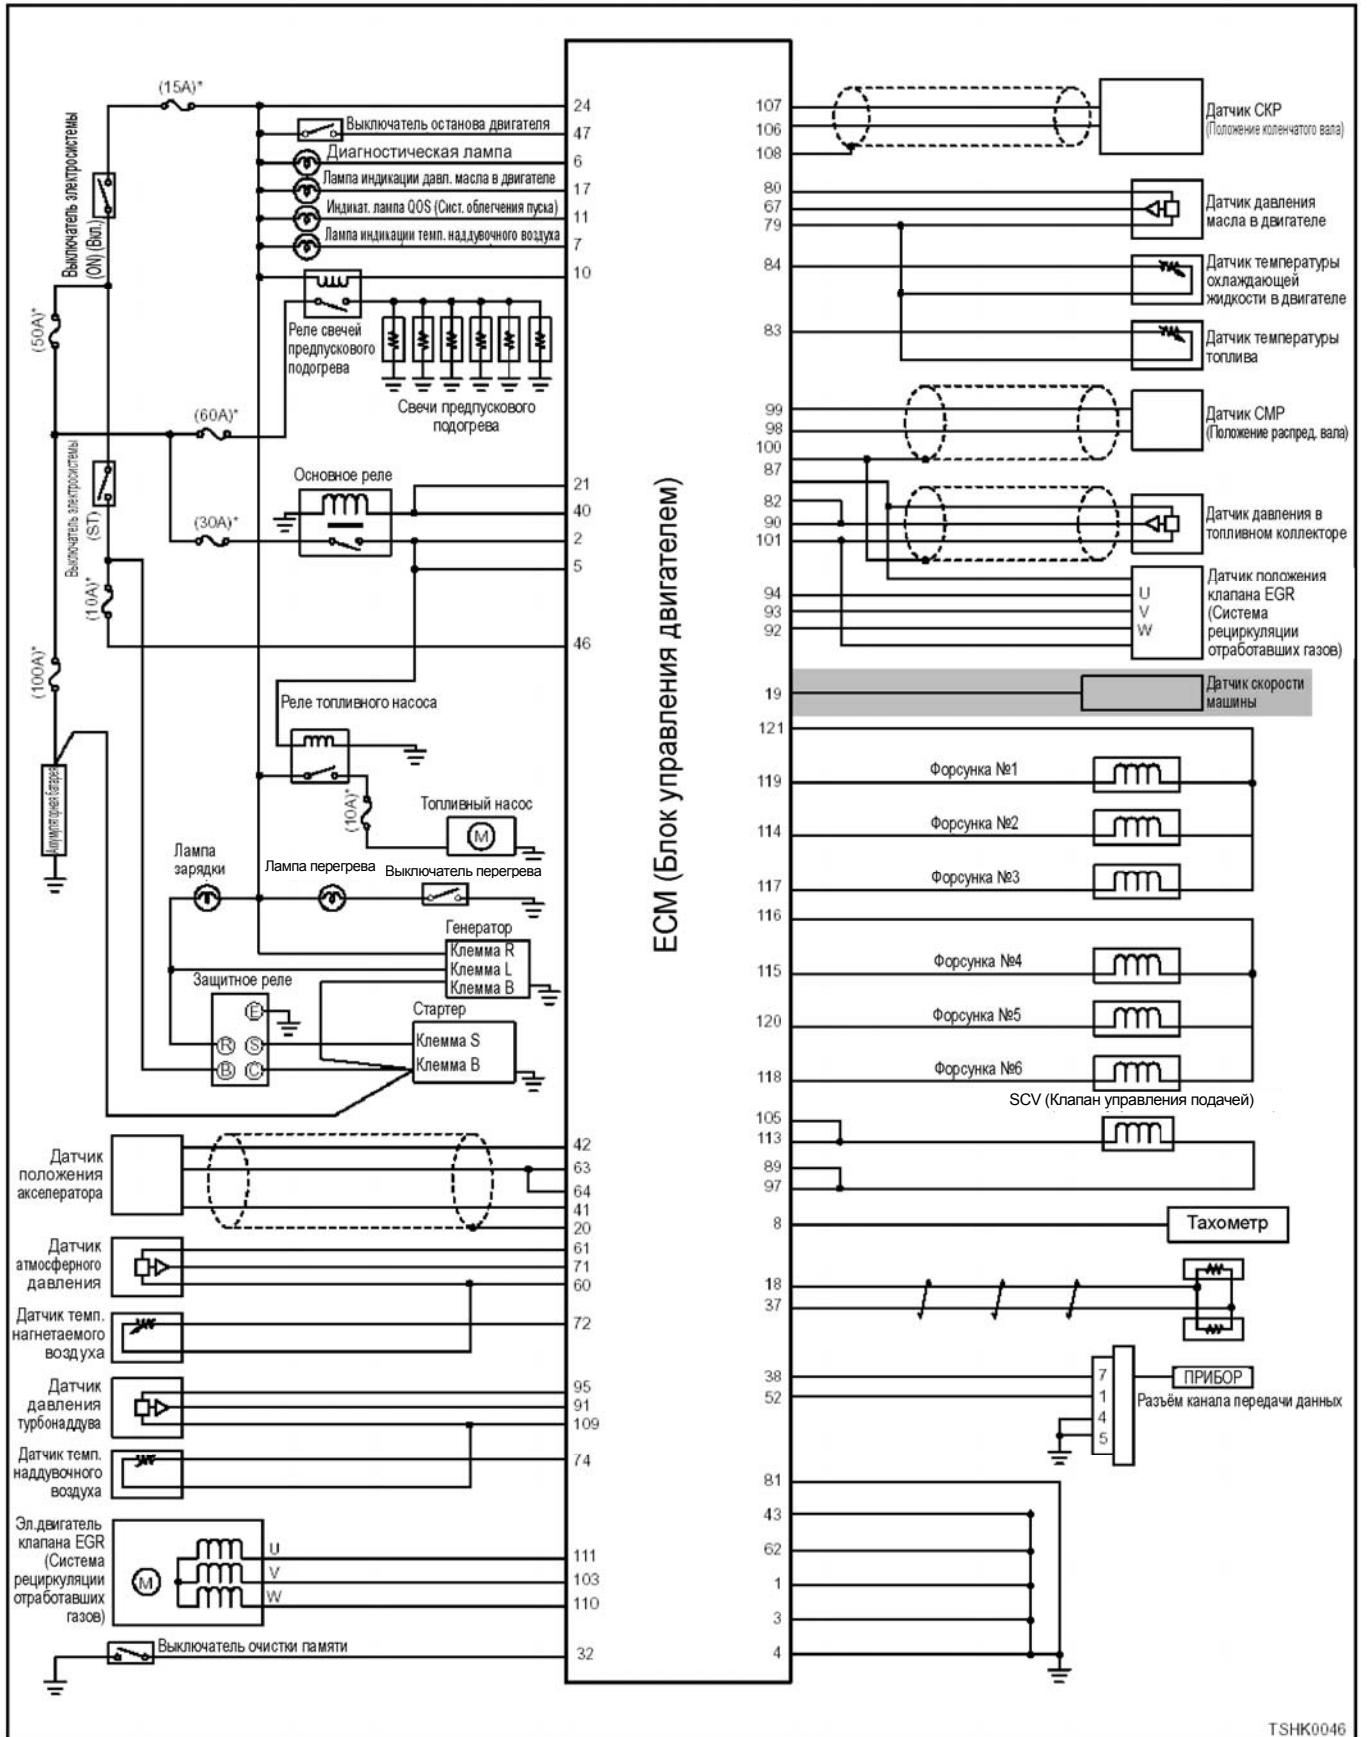 (15A)*
24
Выключатель останова двигателя
47
Диагностическая лампа
6
Лампа индикации давл. масла в двигателе
17
Индикат. лампа QOS (Сист. облегчения пуска)
11
Лампа индикации темп. наддувочного воздуха
7
10
Выключатель электросистемы
(ON) (Вкл.)
(50A)*
Реле свечей
предпускового
подогрева
Свечи предпускового
подогрева
(60A)*
Выключатель электросистемы
(ST)
Основное реле
21
40
(30A)*
2
5
(10A)*
46
(100A)*
Реле топливного насоса
Аккумуляторная батарея
(10A)*
Топливный насос
M
Лампа
зарядки
Лампа перегрева
Выключатель перегрева
Генератор
Клемма R
Клемма L
Клемма B
Защитное реле
E
R
S
B
C
Стартер
Клемма S
Клемма B
Датчик
положения
акселератора
42
63
64
41
20
Датчик
атмосферного
давления
61
71
60
Датчик темп.
нагнетаемого
воздуха
72
Датчик
давления
турбонаддува
95
91
109
Датчик темп.
наддувочного
воздуха
74
Эл.двигатель
клапана EGR
(Система
рециркуляции
отработавших
газов)
M
U
V
W
111
103
110
Выключатель очистки памяти
32
ECM (Блок управления двигателем)
107
106
108
Датчик CKP
(Положение коленчатого вала)
80
67
79
Датчик давления
масла в двигателе
84
Датчик температуры
охлаждающей
жидкости в двигателе
83
Датчик температуры
топлива
99
98
100
87
Датчик CMP
(Положение распред. вала)
82
90
101
Датчик давления в
топливном коллекторе
94
93
92
U
V
W
Датчик положения
клапана EGR
(Система
рециркуляции
отработавших газов)
19
Датчик скорости
машины
121
119
Форсунка №1
114
Форсунка №2
117
Форсунка №3
116
115
Форсунка №4
120
Форсунка №5
118
Форсунка №6
SCV (Клапан управления подачей)
105
113
89
97
8
Тахометр
18
37
38
52
7
1
4
5
ПРИБОР
Разъём канала передачи данных
81
43
62
1
3
4
TSHK0046